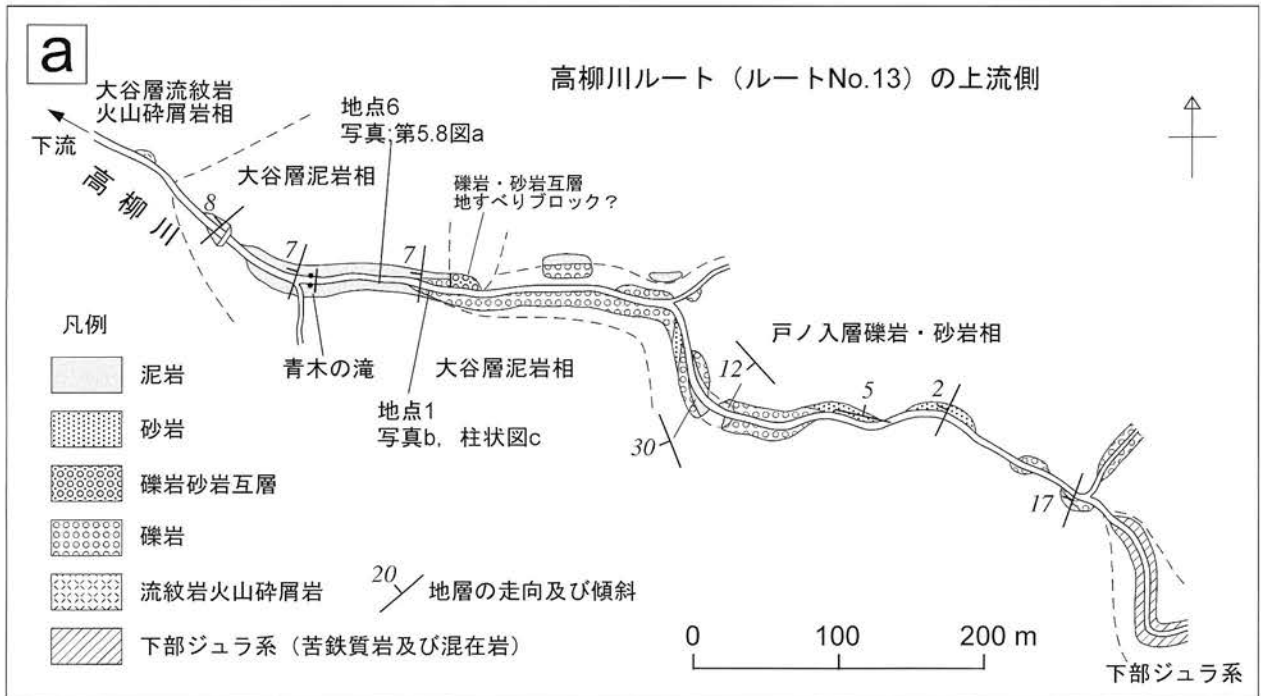 a
高柳川ルート（ルートNo.13）の上流側
大谷層流紋岩
火山砕屑岩相
下流
高柳川
地点6
写真:第5.8図a
大谷層泥岩相
礫岩・砂岩互層
地すべりブロック？
8
7
7
青木の滝
大谷層泥岩相
地点1
写真b，柱状図c
戸ノ入層礫岩・砂岩相
12
30
5
2
17
凡例
泥岩
砂岩
礫岩砂岩互層
礫岩
流紋岩火山砕屑岩
20
地層の走向及び傾斜
下部ジュラ系（苦鉄質岩及び混在岩）
0 100 200 m
下部ジュラ系